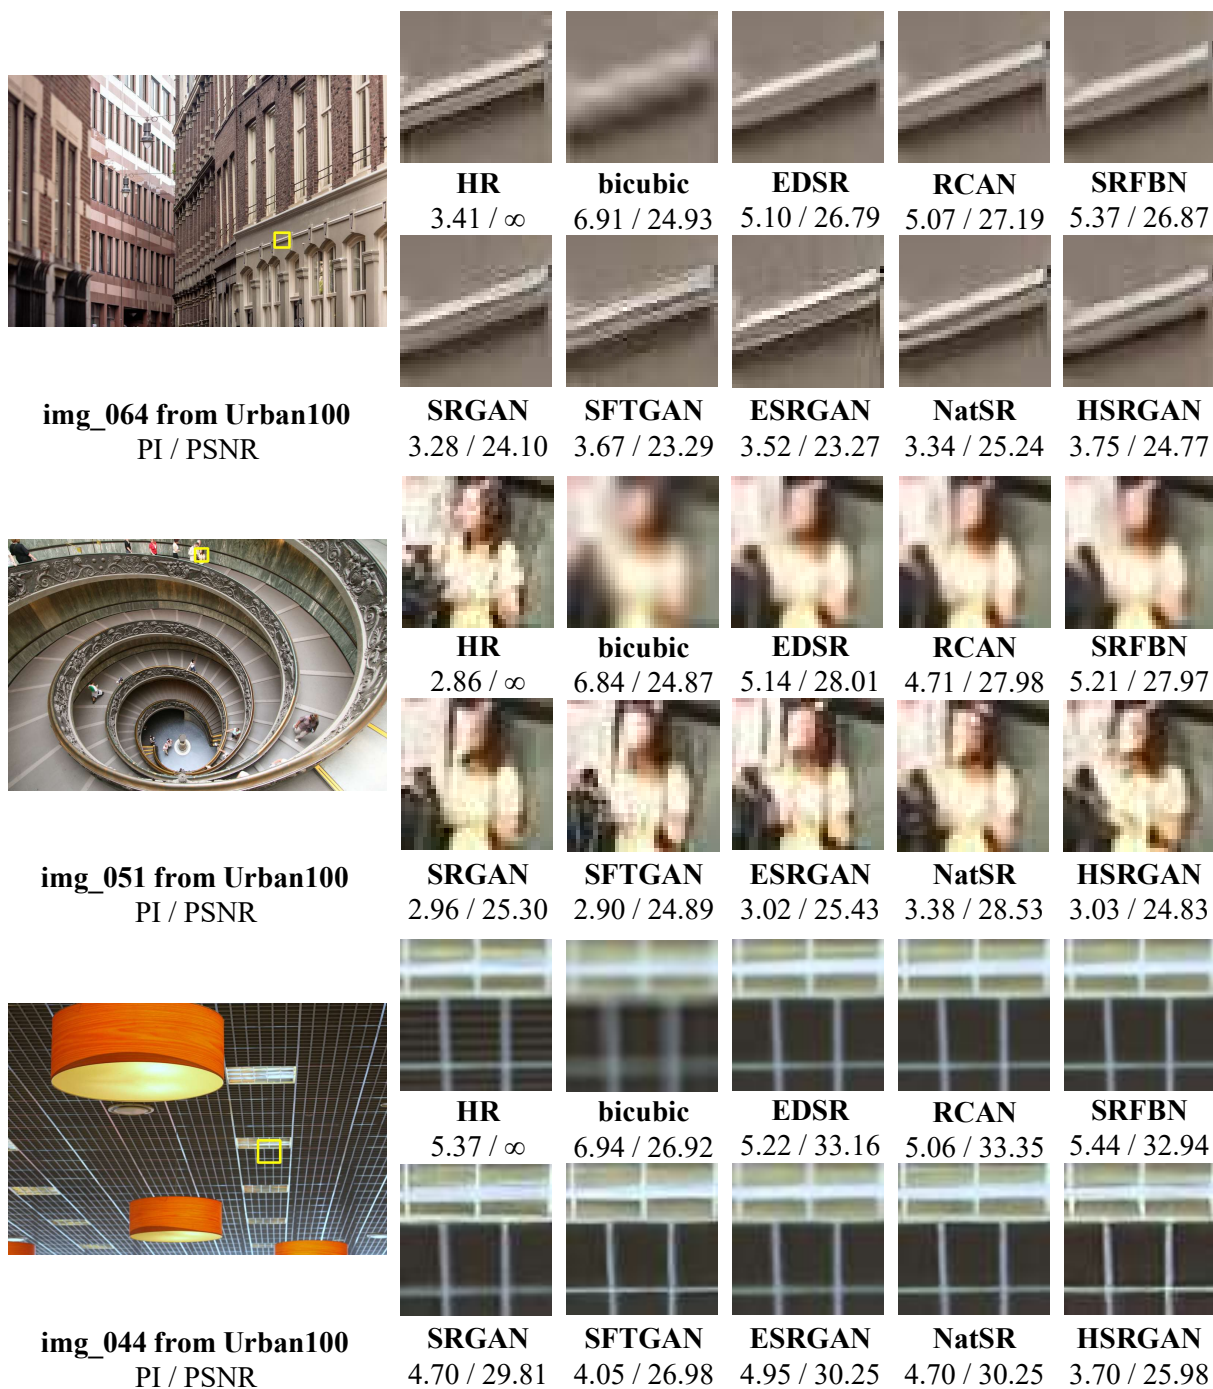 HR bicubic EDSR RCAN SRFBN
3.41 / ∞ 6.91 / 24.93 5.10 / 26.79 5.07 / 27.19 5.37 / 26.87
img_064 from Urban100
PI / PSNR
SRGAN SFTGAN ESRGAN NatSR HSRGAN
3.28 / 24.10 3.67 / 23.29 3.52 / 23.27 3.34 / 25.24 3.75 / 24.77
HR bicubic EDSR RCAN SRFBN
2.86 / ∞ 6.84 / 24.87 5.14 / 28.01 4.71 / 27.98 5.21 / 27.97
img_051 from Urban100
PI / PSNR
SRGAN SFTGAN ESRGAN NatSR HSRGAN
2.96 / 25.30 2.90 / 24.89 3.02 / 25.43 3.38 / 28.53 3.03 / 24.83
HR bicubic EDSR RCAN SRFBN
5.37 / ∞ 6.94 / 26.92 5.22 / 33.16 5.06 / 33.35 5.44 / 32.94
img_044 from Urban100
PI / PSNR
SRGAN SFTGAN ESRGAN NatSR HSRGAN
4.70 / 29.81 4.05 / 26.98 4.95 / 30.25 4.70 / 30.25 3.70 / 25.98